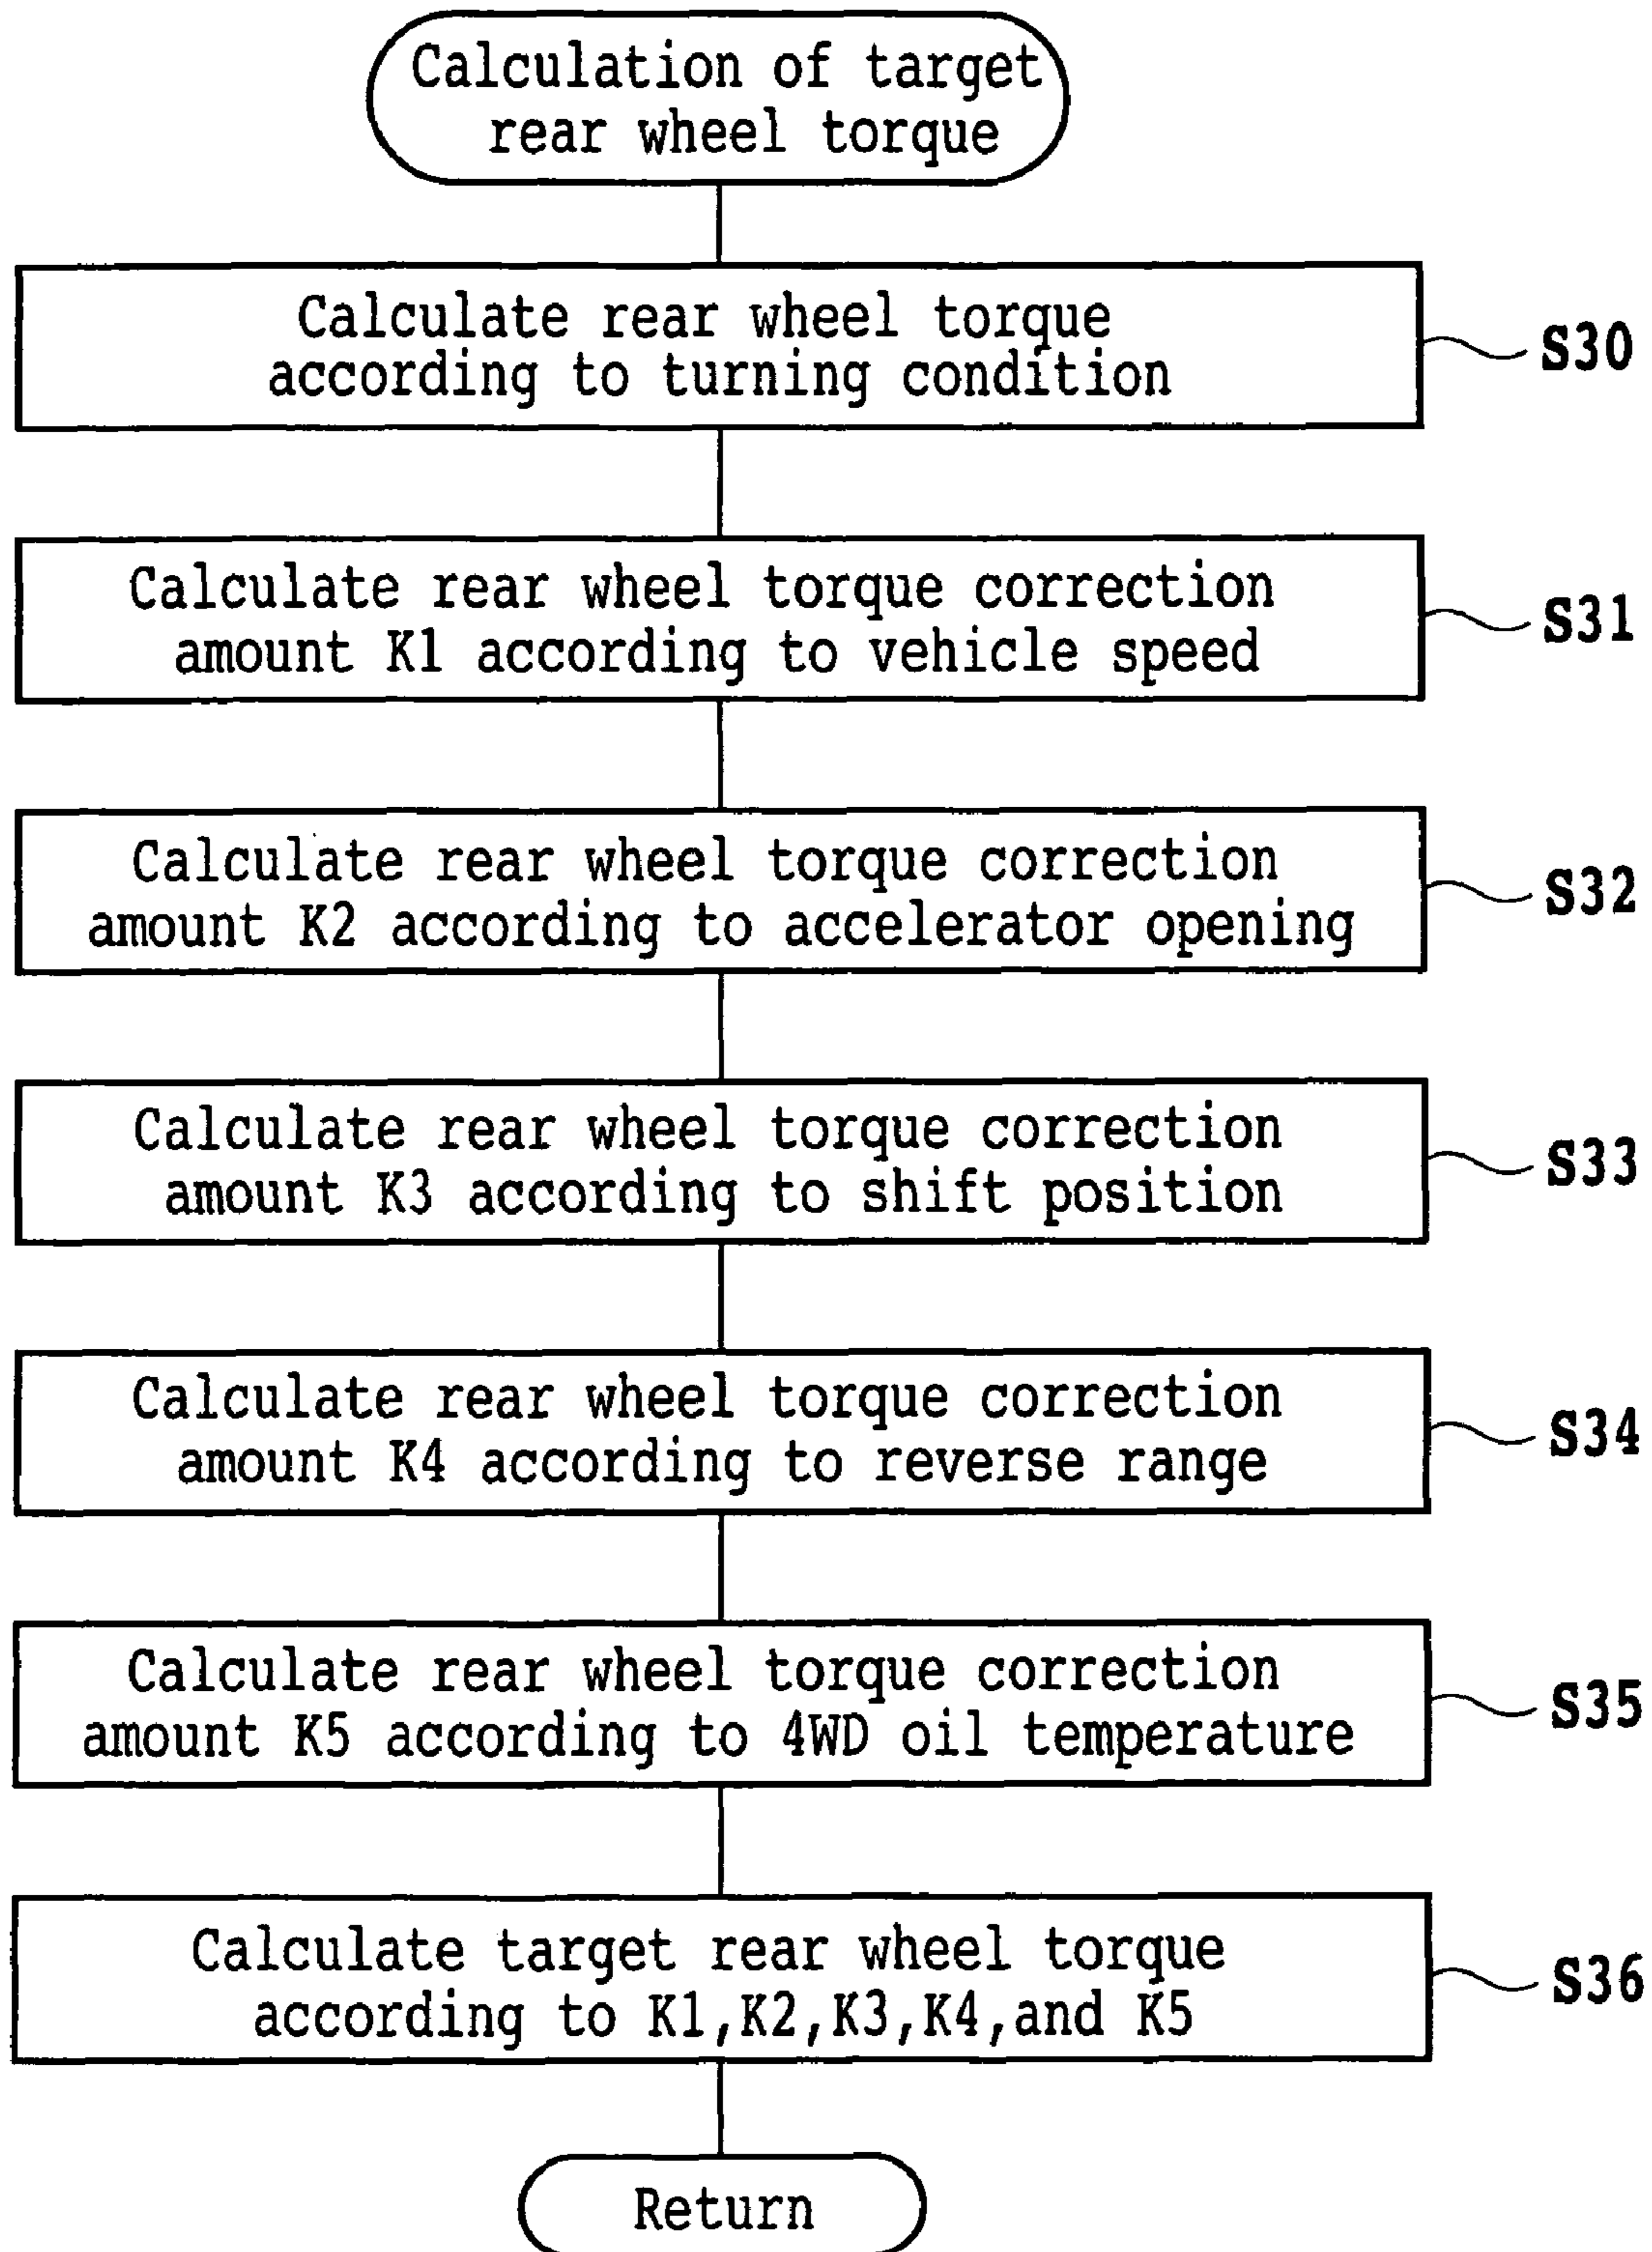 Calculation of target
rear wheel torque
Calculate rear wheel torque
according to turning condition
S30
Calculate rear wheel torque correction
amount K1 according to vehicle speed
S31
Calculate rear wheel torque correction
amount K2 according to accelerator opening
S32
Calculate rear wheel torque correction
amount K3 according to shift position
S33
Calculate rear wheel torque correction
amount K4 according to reverse range
S34
Calculate rear wheel torque correction
amount K5 according to 4WD oil temperature
S35
Calculate target rear wheel torque
according to K1,K2,K3,K4,and K5
S36
Return